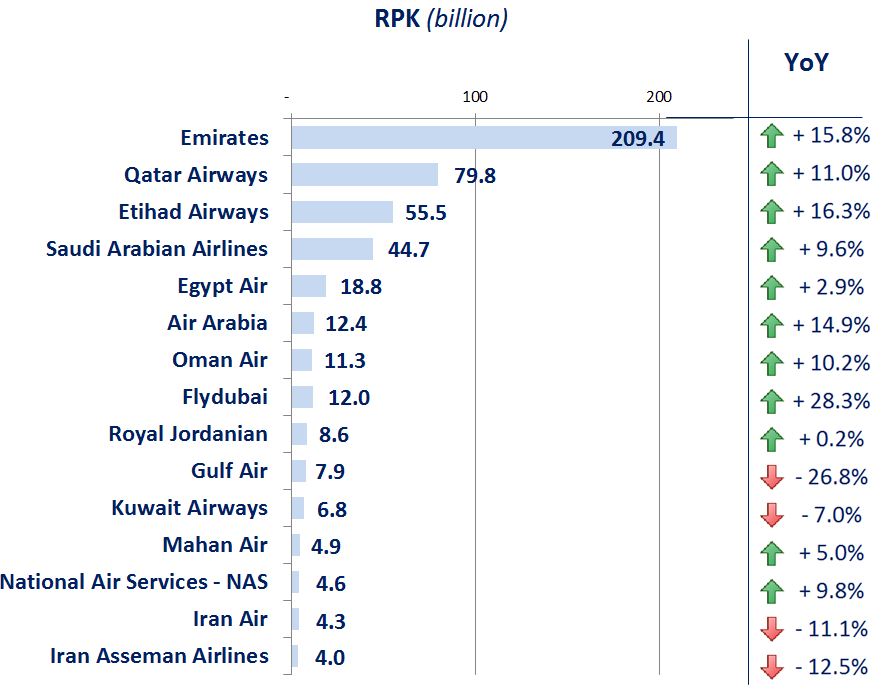 RPK (billion)
YoY
- 100 200
Emirates 209.4 + 15.8%
Qatar Airways 79.8 + 11.0%
Etihad Airways 55.5 + 16.3%
Saudi Arabian Airlines 44.7 + 9.6%
Egypt Air 18.8 + 2.9%
Air Arabia 12.4 + 14.9%
Oman Air 11.3 + 10.2%
Flydubai 12.0 + 28.3%
Royal Jordanian 8.6 + 0.2%
Gulf Air 7.9 - 26.8%
Kuwait Airways 6.8 - 7.0%
Mahan Air 4.9 + 5.0%
National Air Services - NAS 4.6 + 9.8%
Iran Air 4.3 - 11.1%
Iran Asseman Airlines 4.0 - 12.5%